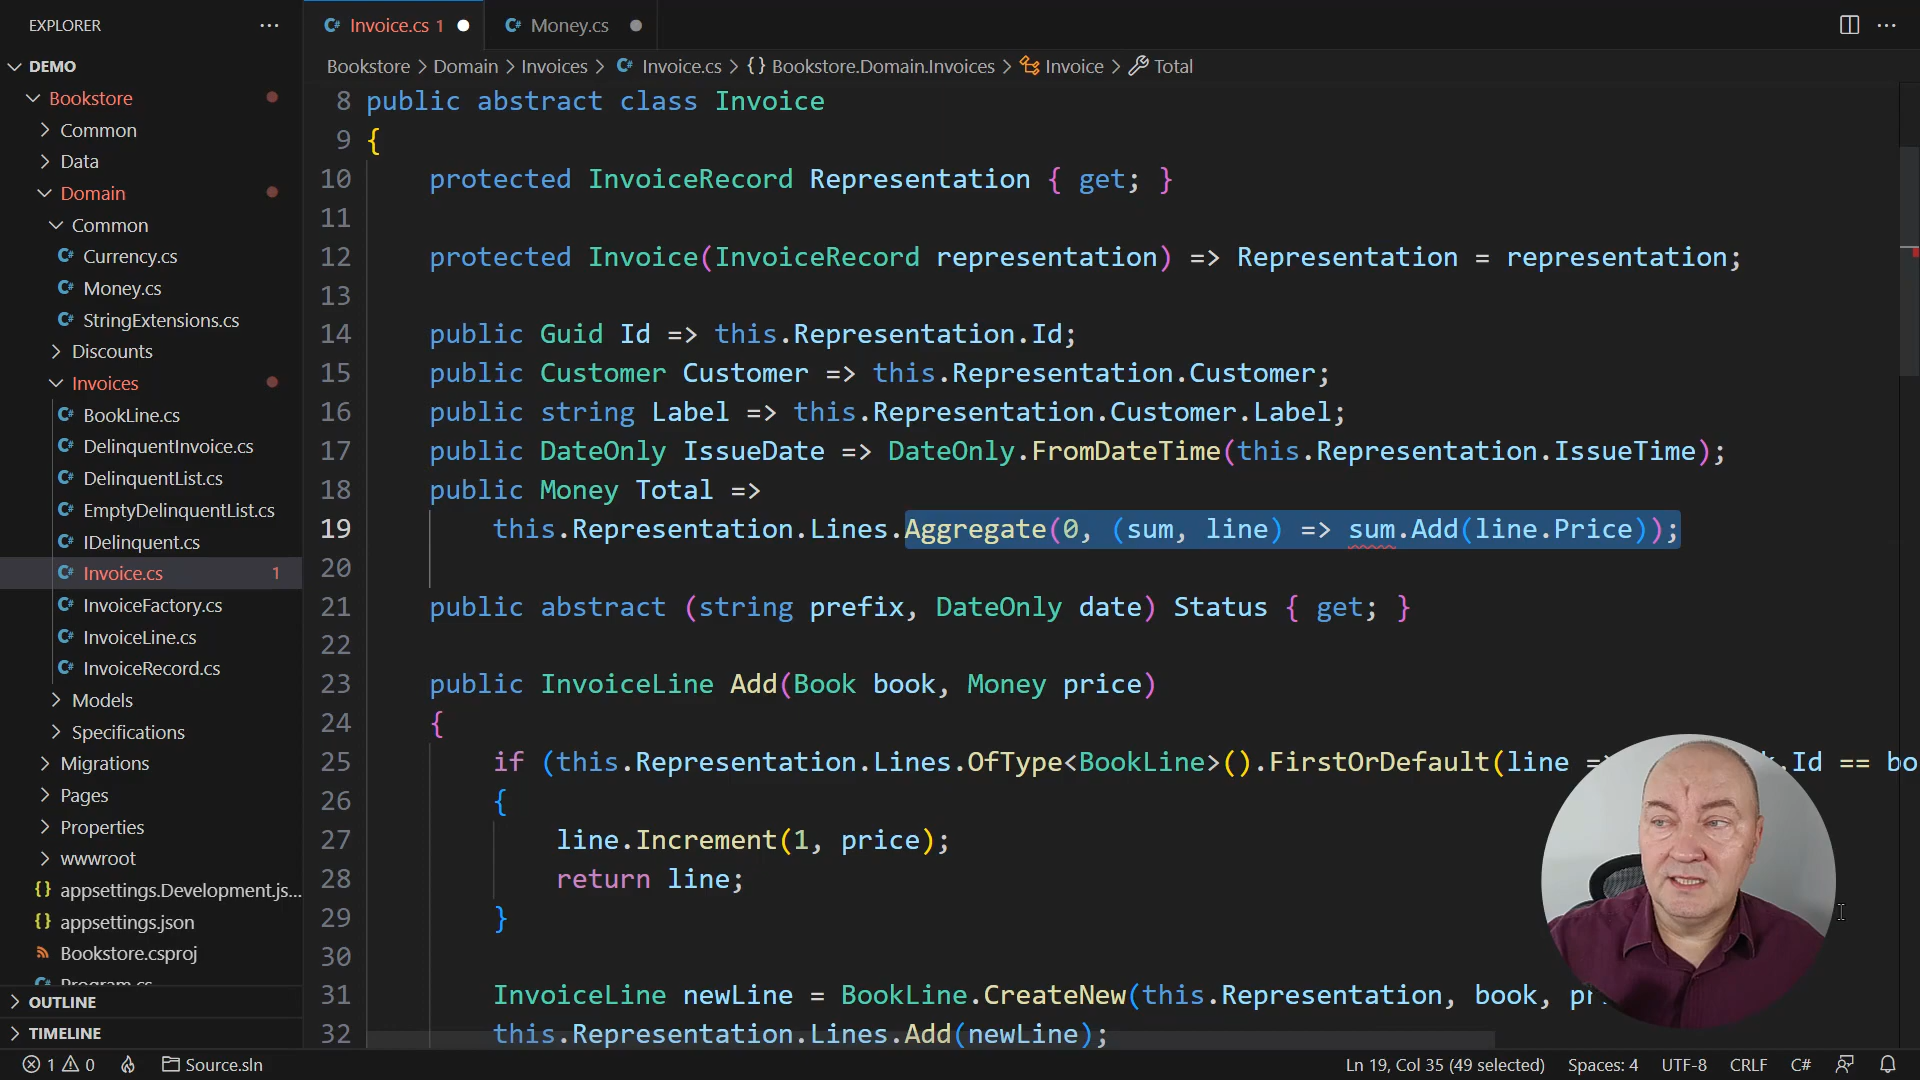 EXPLORER
DEMO
Bookstore
Common
Data
Domain
Common
Currency.cs
Money.cs
StringExtensions.cs
Discounts
Invoices
BookLine.cs
DelinquentInvoice.cs
DelinquentList.cs
EmptyDelinquentList.cs
IDelinquent.cs
Invoice.cs 1
InvoiceFactory.cs
InvoiceLine.cs
InvoiceRecord.cs
Models
Specifications
Migrations
Pages
Properties
wwwroot
appsettings.Development.js...
appsettings.json
Bookstore.csproj
Program.cs
OUTLINE
TIMELINE
Invoice.cs 1
Money.cs
Bookstore > Domain > Invoices > Invoice.cs > {} Bookstore.Domain.Invoices > Invoice > Total
8 public abstract class Invoice
9 {
10 protected InvoiceRecord Representation { get; }
11
12 protected Invoice(InvoiceRecord representation) => Representation = representation;
13
14 public Guid Id => this.Representation.Id;
15 public Customer Customer => this.Representation.Customer;
16 public string Label => this.Representation.Customer.Label;
17 public DateOnly IssueDate => DateOnly.FromDateTime(this.Representation.IssueTime);
18 public Money Total =>
19 this.Representation.Lines.Aggregate(0, (sum, line) => sum.Add(line.Price));
20
21 public abstract (string prefix, DateOnly date) Status { get; }
22
23 public InvoiceLine Add(Book book, Money price)
24 {
25 if (this.Representation.Lines.OfType<BookLine>().FirstOrDefault(line => .Id == bo
26 {
27 line.Increment(1, price);
28 return line;
29 }
30
31 InvoiceLine newLine = BookLine.CreateNew(this.Representation, book, pr
32 this.Representation.Lines.Add(newLine);
1 0 Source.sln
Ln 19, Col 35 (49 selected) Spaces: 4 UTF-8 CRLF C#